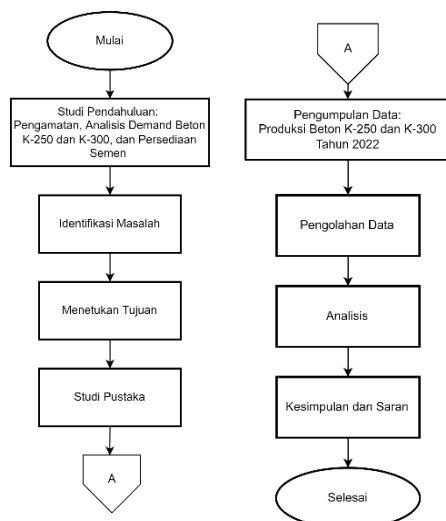 Mulai
Studi Pendahuluan:
Pengamatan, Analisis Demand Beton
K-250 dan K-300, dan Persediaan
Semen
Identifikasi Masalah
Menetukan Tujuan
Studi Pustaka
A
A
Pengumpulan Data:
Produksi Beton K-250 dan K-300
Tahun 2022
Pengolahan Data
Analisis
Kesimpulan dan Saran
Selesai